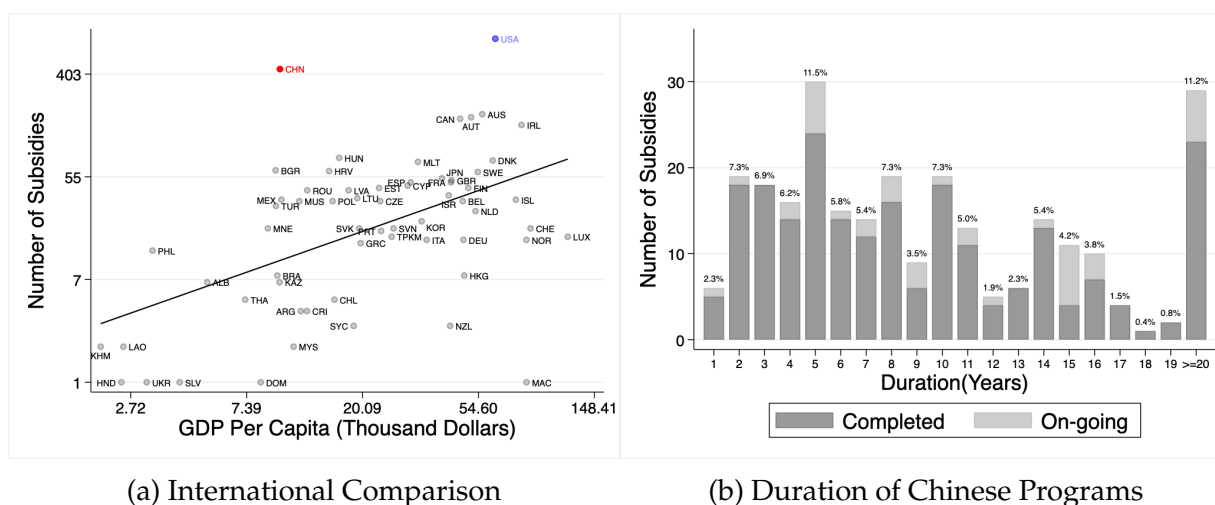 Number of Subsidies
403
55
7
1
USA
CHN
CAN
AUT
AUS
IRL
HUN
BGR
HRV
MLT
DNK
JPN
SWE
ESP
CYP
FRA
GBR
FIN
ROU
LVA
EST
MEX
TUR
MUS
POL
LTU
CZE
ISR
BEL
ISL
NLD
MNE
SVK
PRT
SVN
KOR
CHE
TPKM
GRC
ITA
DEU
NOR
LUX
PHL
ALB
BRA
KAZ
HKG
THA
CHL
ARG
CRI
SYC
NZL
KHM
LAO
MYS
HND
UKR
SLV
DOM
MAC
2.72
7.39
20.09
54.60
148.41
GDP Per Capita (Thousand Dollars)
(a) International Comparison
Number of Subsidies
30
20
10
0
2.3%
7.3%
6.9%
6.2%
11.5%
5.8%
5.4%
7.3%
3.5%
7.3%
5.0%
1.9%
2.3%
5.4%
4.2%
3.8%
1.5%
0.4%
0.8%
11.2%
1 2 3 4 5 6 7 8 9 10 11 12 13 14 15 16 17 18 19 >=20
Duration(Years)
Completed
On-going
(b) Duration of Chinese Programs